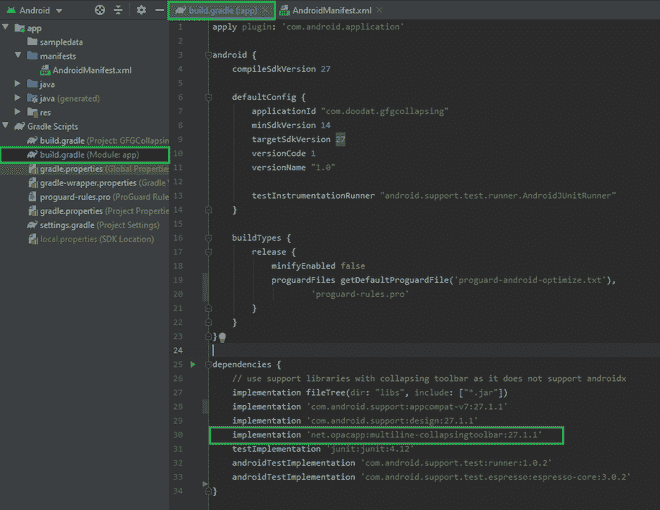 Android
build.gradle (:app)
AndroidManifest.xml
app
sampledata
manifests
AndroidManifest.xml
java
java (generated)
res
Gradle Scripts
build.gradle (Project: GFGCollapsin
build.gradle (Module: app)
gradle.properties (Global Properties
gradle-wrapper.properties (Gradle V
proguard-rules.pro (ProGuard Rules
gradle.properties (Project Propertie
settings.gradle (Project Settings)
local.properties (SDK Location)
1 apply plugin: 'com.android.application'
2
3 android {
4 compileSdkVersion 27
5
6 defaultConfig {
7 applicationId "com.doodat.gfgcollapsing"
8 minSdkVersion 14
9 targetSdkVersion 27
10 versionCode 1
11 versionName "1.0"
12
13 testInstrumentationRunner "android.support.test.runner.AndroidJUnitRunner"
14 }
15
16 buildTypes {
17 release {
18 minifyEnabled false
19 proguardFiles getDefaultProguardFile('proguard-android-optimize.txt'),
20 'proguard-rules.pro'
21 }
22 }
23 }
24
25 dependencies {
26 // use support libraries with collapsing toolbar as it does not support androidx
27 implementation fileTree(dir: "libs", include: ["*.jar"])
28 implementation 'com.android.support:appcompat-v7:27.1.1'
29 implementation 'com.android.support:design:27.1.1'
30 implementation 'net.opacapp:multiline-collapsingtoolbar:27.1.1'
31 testImplementation 'junit:junit:4.12'
32 androidTestImplementation 'com.android.support.test:runner:1.0.2'
33 androidTestImplementation 'com.android.support.test.espresso:espresso-core:3.0.2'
34 }